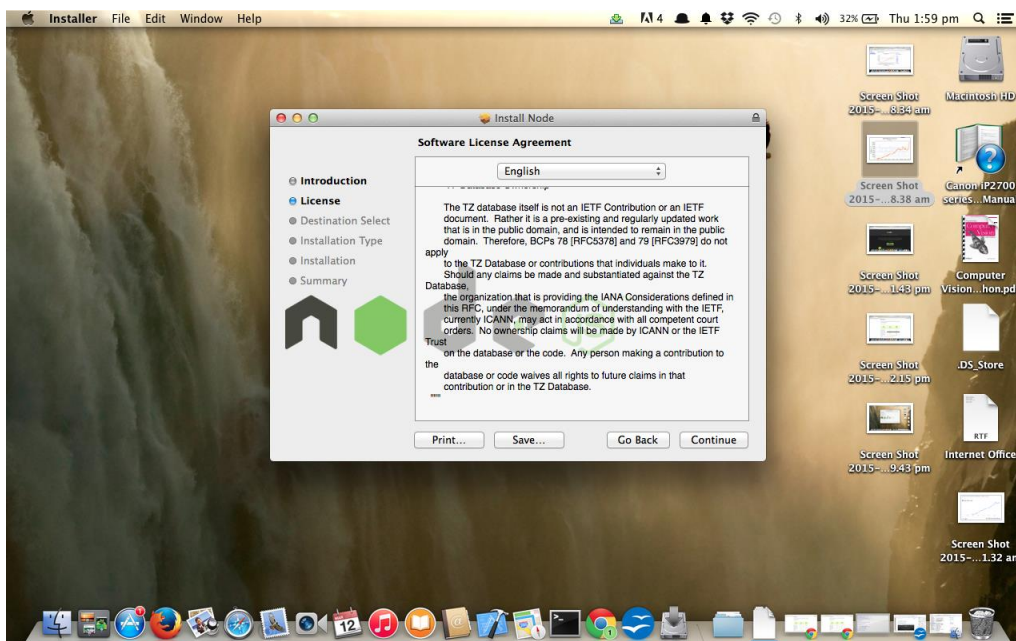 Installer File Edit Window Help
4 32% Thu 1:59 pm
Install Node
Software License Agreement
English
Introduction
License
Destination Select
Installation Type
Installation
Summary
The TZ database itself is not an IETF Contribution or an IETF
document. Rather it is a pre-existing and regularly updated work
that is in the public domain, and is intended to remain in the public
domain. Therefore, BCPs 78 [RFC5378] and 79 [RFC3979] do not
apply
to the TZ Database or contributions that individuals make to it.
Should any claims be made and substantiated against the TZ
Database,
the organization that is providing the IANA Considerations defined in
this RFC, under the memorandum of understanding with the IETF,
currently ICANN, may act in accordance with all competent court
orders. No ownership claims will be made by ICANN or the IETF
Trust
on the database or the code. Any person making a contribution to
the
database or code waives all rights to future claims in that
contribution or in the TZ Database.
"""
node
JS
Print... Save... Go Back Continue
Screen Shot
2015-...8.34 am
Macintosh HD
Screen Shot
2015-...8.38 am
Canon iP2700
series...Manua
Screen Shot
2015-...1.43 pm
Computer
Vision...hon.pd
Screen Shot
2015-...2.15 pm
.DS_Store
Screen Shot
2015-...9.43 pm
RTF
Internet Office
Screen Shot
2015-...1.32 am
12